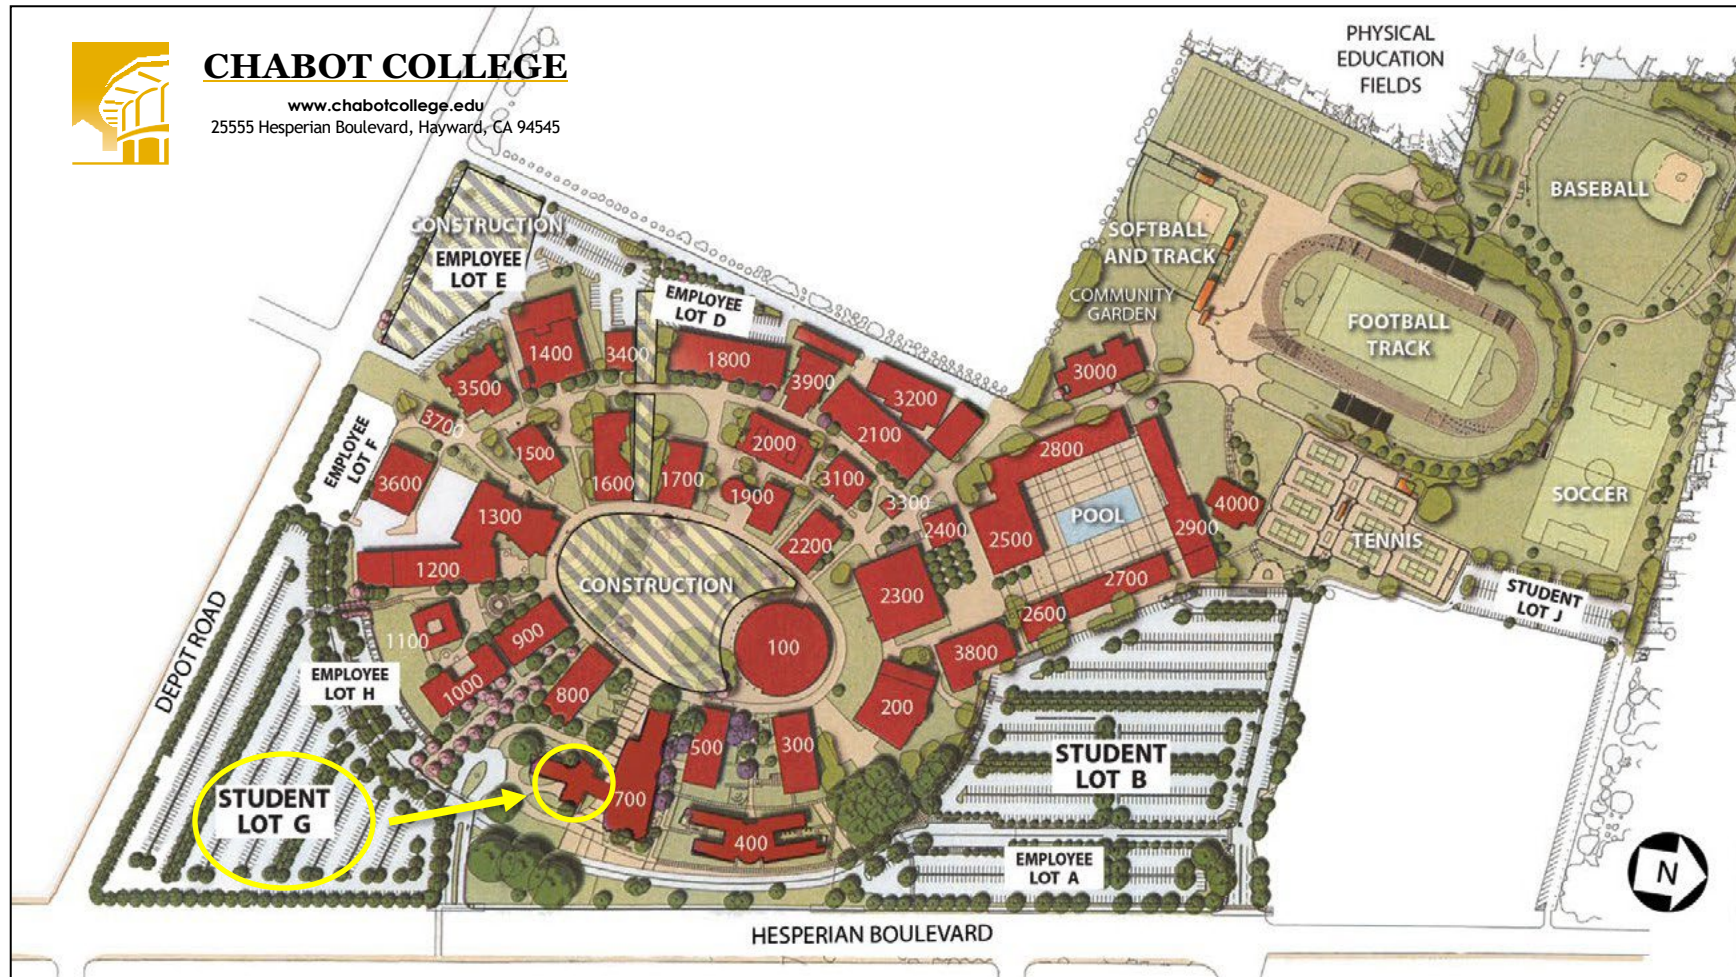 CHABOT COLLEGE
www.chabotcollege.edu
25555 Hesperian Boulevard, Hayward, CA 94545
PHYSICAL
EDUCATION
FIELDS
BASEBALL
SOFTBALL
AND TRACK
COMMUNITY
GARDEN
FOOTBALL
TRACK
SOCCER
TENNIS
STUDENT
LOT J
CONSTRUCTION
EMPLOYEE
LOT E
EMPLOYEE
LOT D
EMPLOYEE
LOT F
1400
3400
1800
3900
3200
3000
3500
3700
1500
1600
1700
2000
2100
2800
3600
1900
3100
3300
2400
2500
POOL
2900
4000
1300
2200
1200
CONSTRUCTION
2300
2700
2600
1100
900
100
3800
1000
800
200
EMPLOYEE
LOT H
500
300
700
400
STUDENT
LOT G
STUDENT
LOT B
EMPLOYEE
LOT A
DEPOT ROAD
HESPERIAN BOULEVARD
N